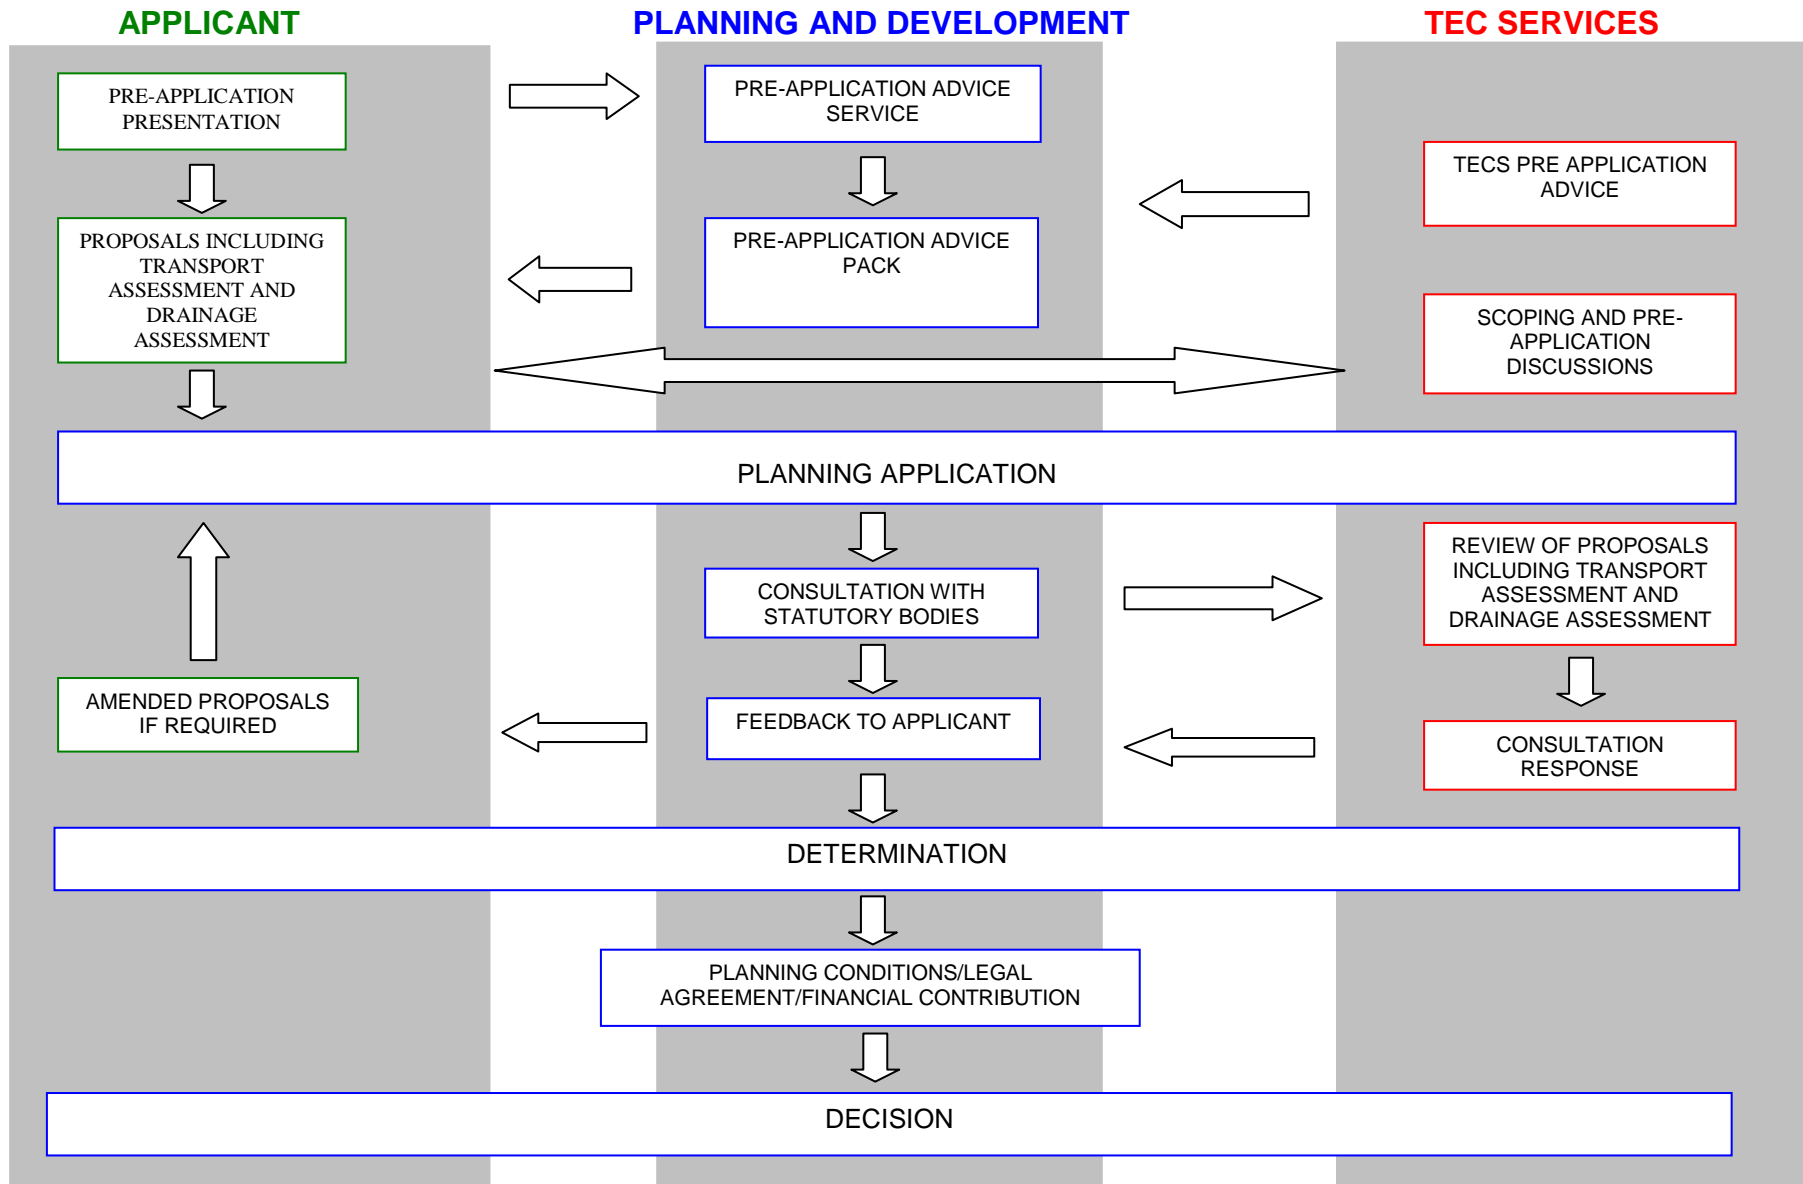 APPLICANT
PLANNING AND DEVELOPMENT
TEC SERVICES
PRE-APPLICATION
PRESENTATION
PRE-APPLICATION ADVICE
SERVICE
TECS PRE APPLICATION
ADVICE
PROPOSALS INCLUDING
TRANSPORT
ASSESSMENT AND
DRAINAGE
ASSESSMENT
PRE-APPLICATION ADVICE
PACK
SCOPING AND PRE-
APPLICATION
DISCUSSIONS
PLANNING APPLICATION
CONSULTATION WITH
STATUTORY BODIES
REVIEW OF PROPOSALS
INCLUDING TRANSPORT
ASSESSMENT AND
DRAINAGE ASSESSMENT
AMENDED PROPOSALS
IF REQUIRED
FEEDBACK TO APPLICANT
CONSULTATION
RESPONSE
DETERMINATION
PLANNING CONDITIONS/LEGAL
AGREEMENT/FINANCIAL CONTRIBUTION
DECISION